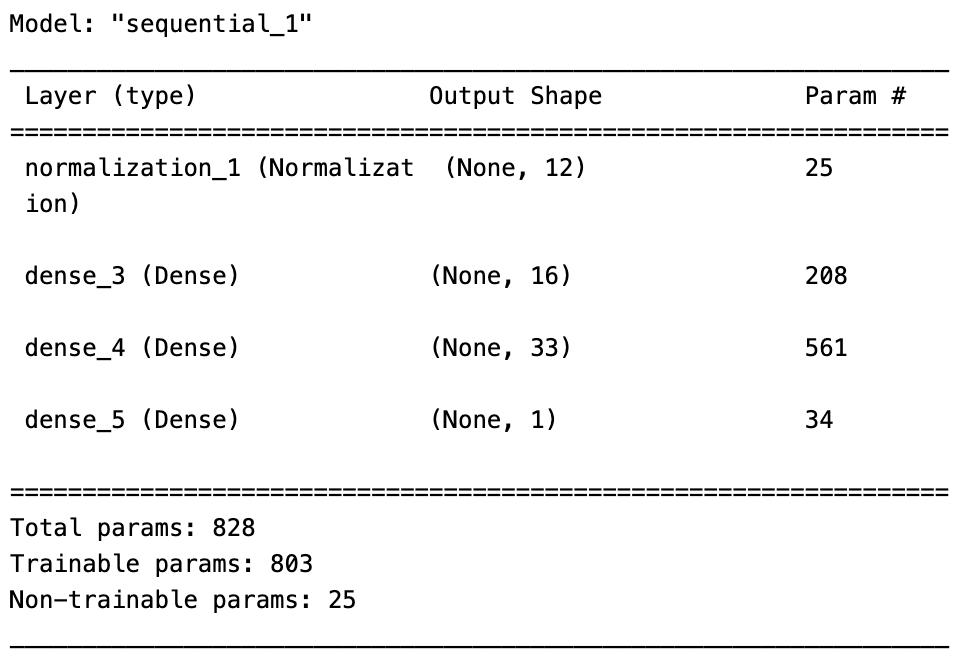 Model: "sequential_1"
_________________________________________________________________
 Layer (type)                Output Shape              Param #
=================================================================
 normalization_1 (Normalizat  (None, 12)               25
 ion)
 dense_3 (Dense)             (None, 16)                208
 dense_4 (Dense)             (None, 33)                561
 dense_5 (Dense)             (None, 1)                 34
=================================================================
Total params: 828
Trainable params: 803
Non-trainable params: 25
_________________________________________________________________